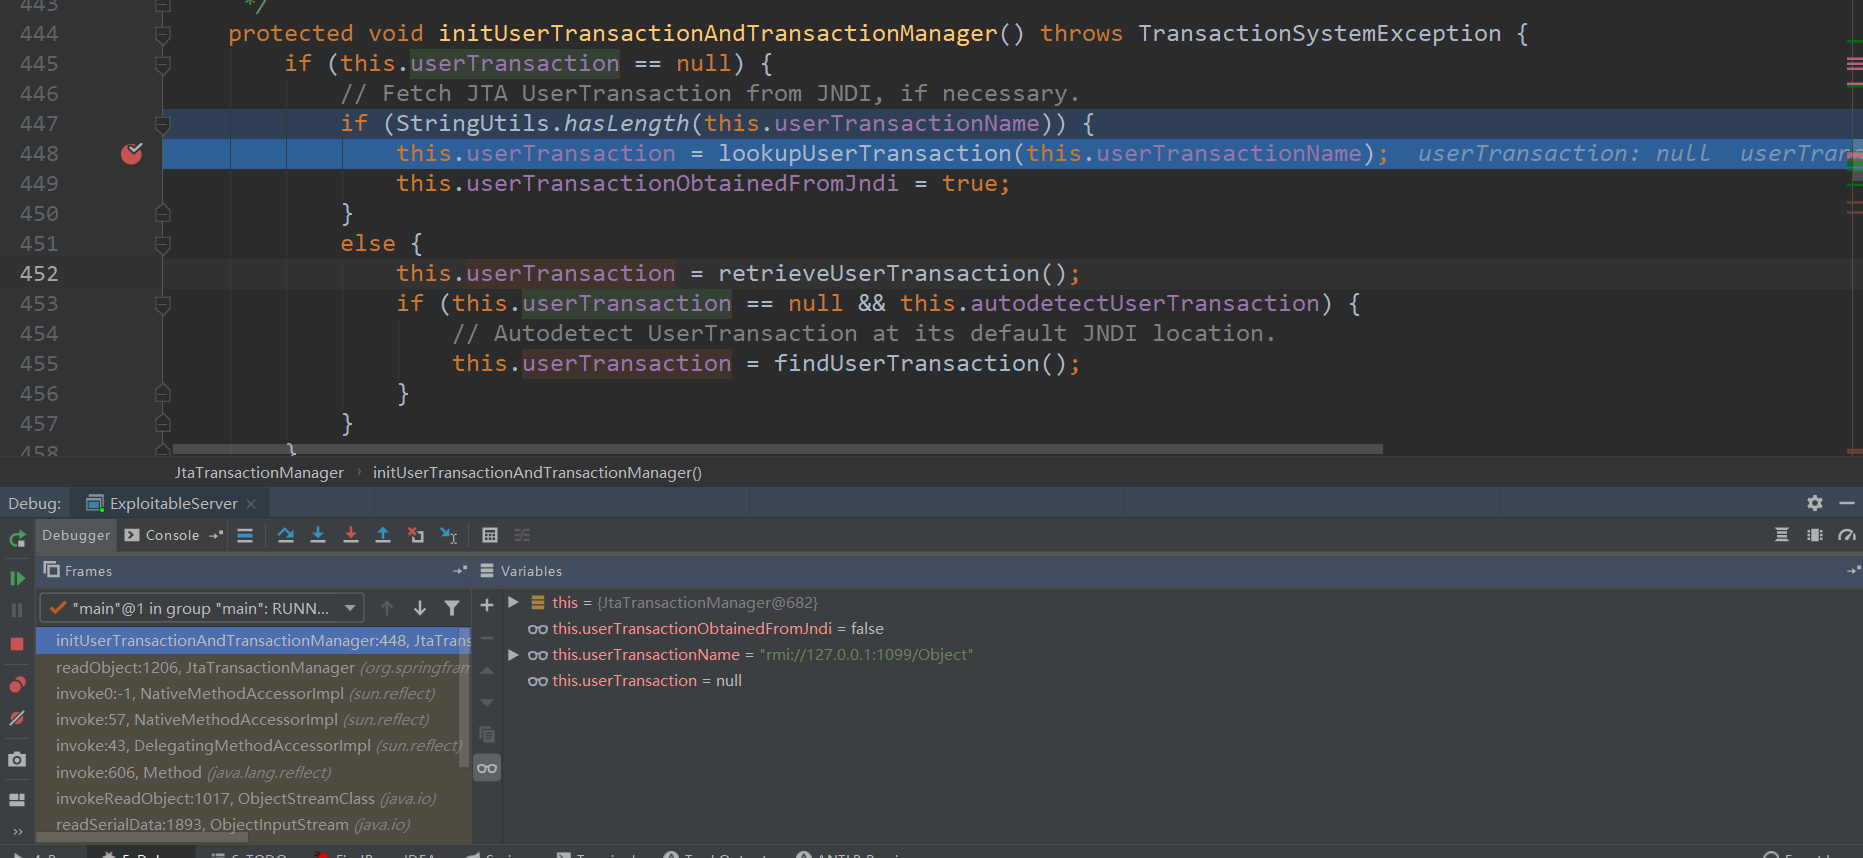 443 */
444 protected void initUserTransactionAndTransactionManager() throws TransactionSystemException {
445 if (this.userTransaction == null) {
446 // Fetch JTA UserTransaction from JNDI, if necessary.
447 if (StringUtils.hasLength(this.userTransactionName)) {
448 this.userTransaction = lookupUserTransaction(this.userTransactionName); userTransaction: null userTrans
449 this.userTransactionObtainedFromJndi = true;
450 }
451 else {
452 this.userTransaction = retrieveUserTransaction();
453 if (this.userTransaction == null && this.autodetectUserTransaction) {
454 // Autodetect UserTransaction at its default JNDI location.
455 this.userTransaction = findUserTransaction();
456 }
457 }
458 }
JtaTransactionManager › initUserTransactionAndTransactionManager()
Debug: ExploitableServer
Debugger Console
Frames
Variables
"main"@1 in group "main": RUNN...
initUserTransactionAndTransactionManager:448, JtaTrans
readObject:1206, JtaTransactionManager (org.springfram
invoke0:-1, NativeMethodAccessorImpl (sun.reflect)
invoke:57, NativeMethodAccessorImpl (sun.reflect)
invoke:43, DelegatingMethodAccessorImpl (sun.reflect)
invoke:606, Method (java.lang.reflect)
invokeReadObject:1017, ObjectStreamClass (java.io)
readSerialData:1893, ObjectInputStream (java.io)
this = {JtaTransactionManager@682}
this.userTransactionObtainedFromJndi = false
this.userTransactionName = "rmi://127.0.0.1:1099/Object"
this.userTransaction = null